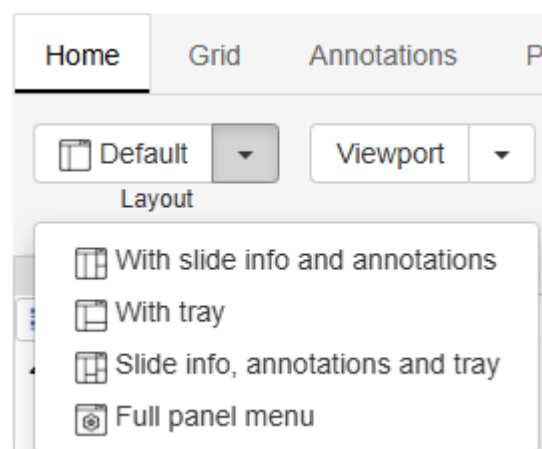 Home Grid Annotations P
Default Viewport
Layout
With slide info and annotations
With tray
Slide info, annotations and tray
Full panel menu